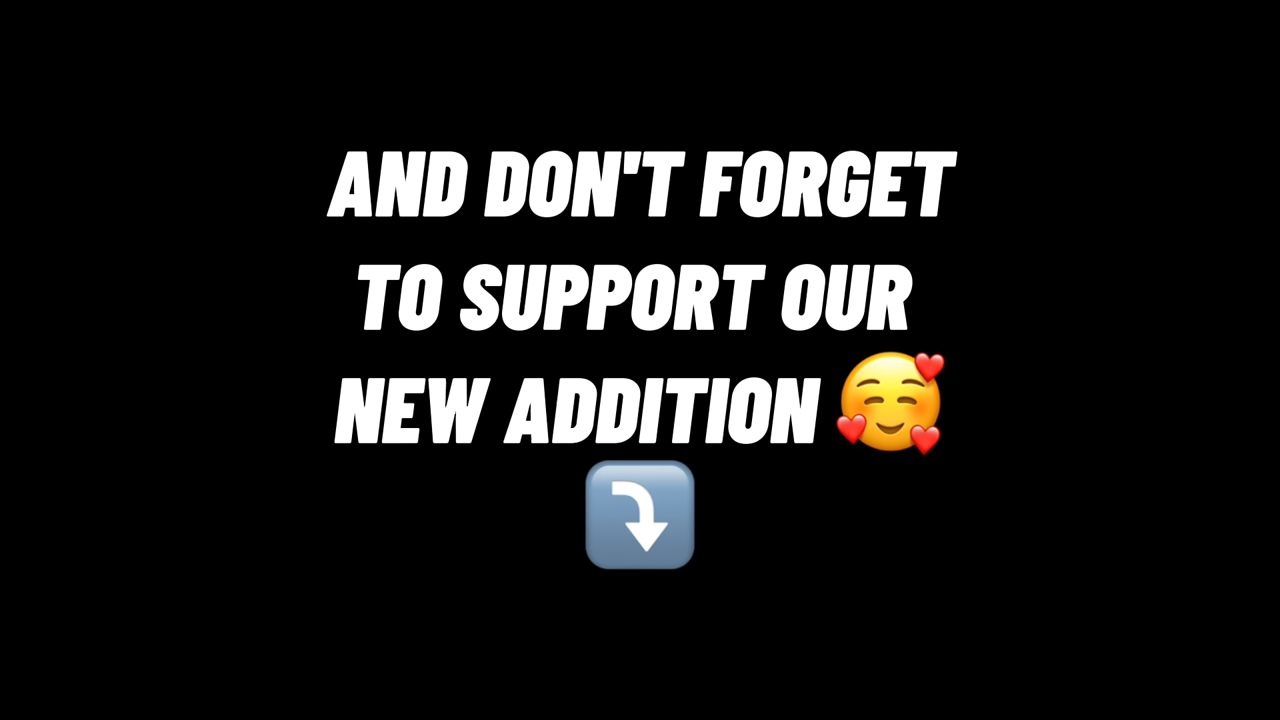 AND DON'T FORGET
TO SUPPORT OUR
NEW ADDITION 🥰
⤵️